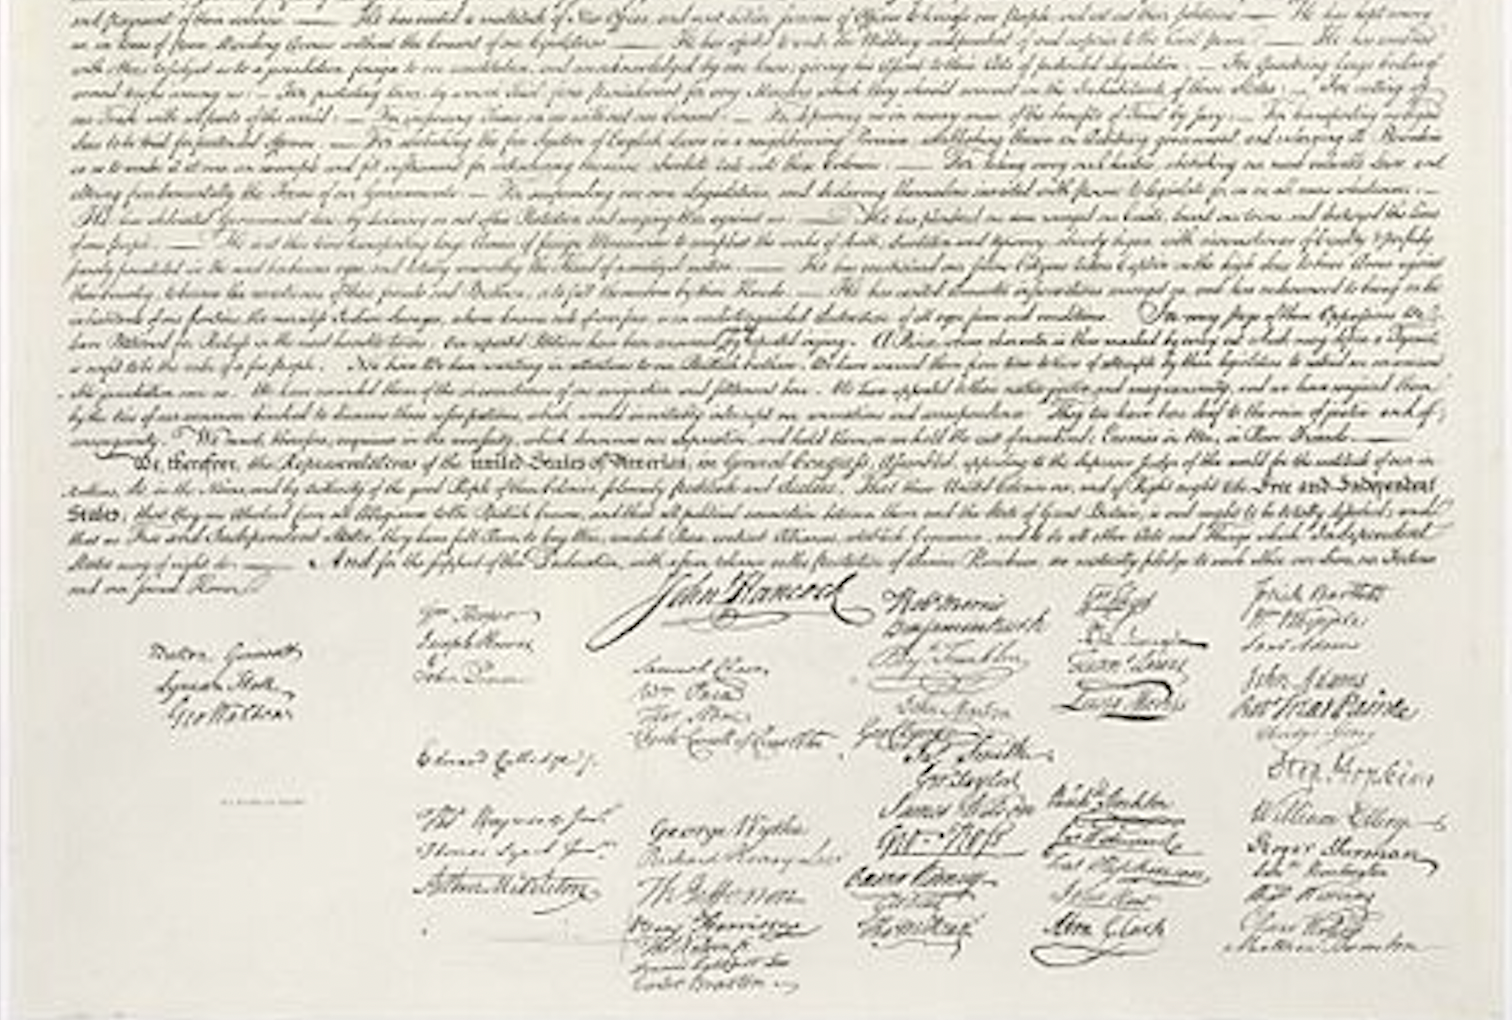 He has erected a multitude of New Offices, and sent hither swarms of Officers to harass our People, and eat out their substance. — He has kept among
us, in times of peace, Standing Armies without the Consent of our legislatures. — He has affected to render the Military independent of and superior to the Civil power. — He has combined
with others to subject us to a jurisdiction foreign to our constitution, and unacknowledged by our laws; giving his Assent to their Acts of pretended Legislation: — For Quartering large bodies of
armed troops among us: — For protecting them, by a mock Trial, from punishment for any Murders which they should commit on the Inhabitants of these States: — For cutting off
our Trade with all parts of the world: — For imposing Taxes on us without our Consent: — For depriving us in many cases, of the benefits of Trial by Jury: — For transporting us beyond
Seas to be tried for pretended offences — For abolishing the free System of English Laws in a neighbouring Province, establishing therein an Arbitrary government, and enlarging its Boundaries
so as to render it at once an example and fit instrument for introducing the same absolute rule into these Colonies: — For taking away our Charters, abolishing our most valuable Laws, and
altering fundamentally the Forms of our Governments: — For suspending our own Legislatures, and declaring themselves invested with power to legislate for us in all cases whatsoever. —
He has abdicated Government here, by declaring us out of his Protection and waging War against us. — He has plundered our seas, ravaged our Coasts, burnt our towns, and destroyed the lives
of our people. — He is at this time transporting large Armies of foreign Mercenaries to compleat the works of death, desolation and tyranny, already begun with circumstances of Cruelty & perfidy
scarcely paralleled in the most barbarous ages, and totally unworthy the Head of a civilized nation. — He has constrained our fellow Citizens taken Captive on the high Seas to bear Arms against
their Country, to become the executioners of their friends and Brethren, or to fall themselves by their Hands. — He has excited domestic insurrections amongst us, and has endeavoured to bring on the
inhabitants of our frontiers, the merciless Indian Savages, whose known rule of warfare, is an undistinguished destruction of all ages, sexes and conditions. In every stage of these Oppressions We
have Petitioned for Redress in the most humble terms: Our repeated Petitions have been answered only by repeated injury. A Prince, whose character is thus marked by every act which may define a Tyrant,
is unfit to be the ruler of a free people. Nor have We been wanting in attentions to our Brittish brethren. We have warned them from time to time of attempts by their legislature to extend an unwarrant-
able jurisdiction over us. We have reminded them of the circumstances of our emigration and settlement here. We have appealed to their native justice and magnanimity, and we have conjured them
by the ties of our common kindred to disavow these usurpations, which, would inevitably interrupt our connections and correspondence. They too have been deaf to the voice of justice and of
consanguinity. We must, therefore, acquiesce in the necessity, which denounces our Separation, and hold them, as we hold the rest of mankind, Enemies in War, in Peace Friends. —
We, therefore, the Representatives of the united States of America, in General Congress, Assembled, appealing to the Supreme Judge of the world for the rectitude of our in-
tentions, do, in the Name, and by Authority of the good People of these Colonies, solemnly publish and declare, That these United Colonies are, and of Right ought to be Free and Independent
States; that they are Absolved from all Allegiance to the British Crown, and that all political connection between them and the State of Great Britain, is and ought to be totally dissolved; and
that as Free and Independent States, they have full Power to levy War, conclude Peace, contract Alliances, establish Commerce, and to do all other Acts and Things which Independent
States may of right do. — And for the support of this Declaration, with a firm reliance on the protection of divine Providence, we mutually pledge to each other our Lives, our Fortunes
and our sacred Honor.
Button Gwinnett
Lyman Hall
Geo Walton
Wm Hooper
Joseph Hewes
John Penn
Edward Rutledge
Thos Heyward Junr
Thomas Lynch Junr
Arthur Middleton
John Hancock
Samuel Chase
Wm Paca
Thos Stone
Charles Carroll of Carrollton
George Wythe
Richard Henry Lee
Th Jefferson
Benj Harrison
Thos Nelson jr
Francis Lightfoot Lee
Carter Braxton
Robt Morris
Benjamin Rush
Benj Franklin
John Morton
Geo Clymer
Jas Smith
Geo Taylor
James Wilson
Geo Ross
Caesar Rodney
Geo Read
Tho M:Kean
Wm Floyd
Phil Livingston
Frans Lewis
Lewis Morris
Richd Stockton
Jno Witherspoon
Fras Hopkinson
John Hart
Abra Clark
Josiah Bartlett
Wm Whipple
Saml Adams
John Adams
Robt Treat Paine
Elbridge Gerry
Step Hopkins
William Ellery
Roger Sherman
Saml Huntington
Wm Williams
Oliver Wolcott
Matthew Thornton